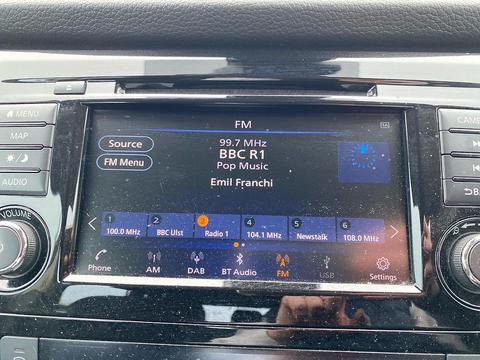 FM
MENU
MAP
AUDIO
VOLUME
Source
FM Menu
99.7 MHz
BBC R1
Pop Music
Emil Franchi
1 2 3 4 5 6
100.0 MHz BBC Ulst Radio 1 104.1 MHz Newstalk 108.0 MHz
Phone AM DAB BT Audio FM USB Settings
CAMERA
BACK